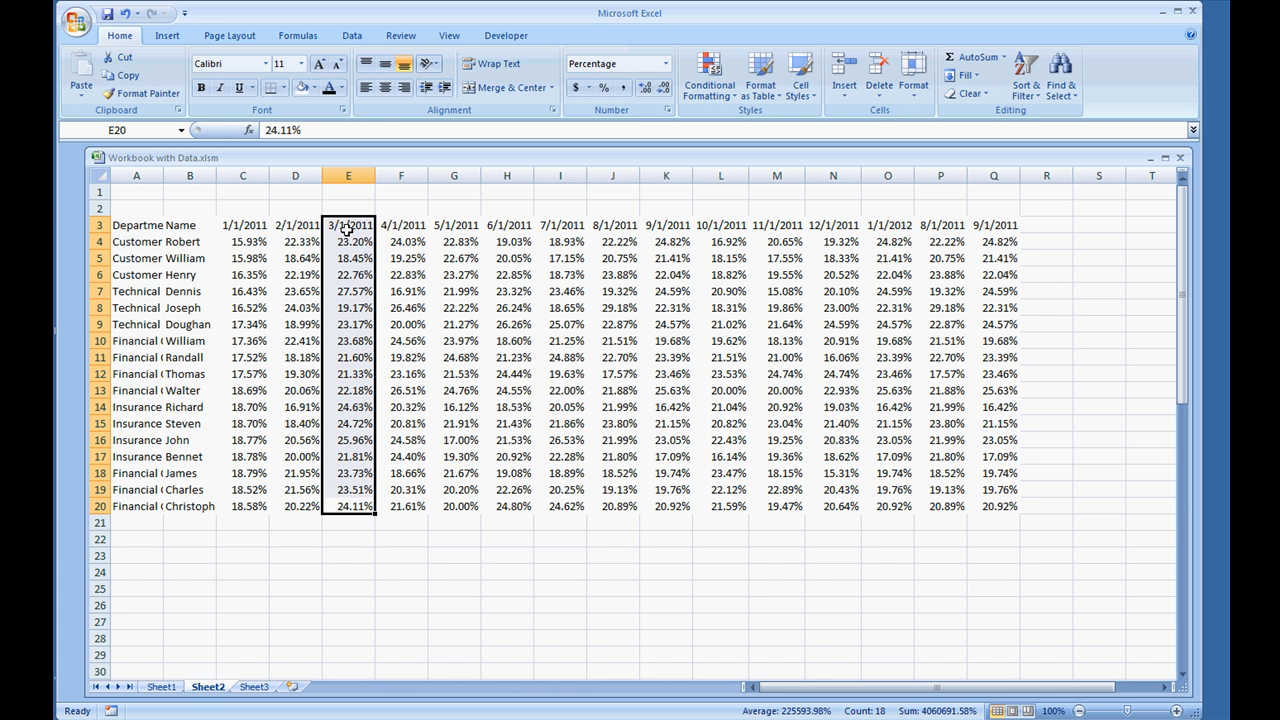 Microsoft Excel
Home Insert Page Layout Formulas Data Review View Developer
Paste Cut Copy Format Painter Clipboard
Calibri 11 A A B I U A Font
Wrap Text Merge & Center Alignment
Percentage $ % , Number
Conditional Formatting Format as Table Cell Styles Styles
Insert Delete Format Cells
Σ AutoSum Fill Clear Sort & Filter Find & Select Editing
E20 fx 24.11%
Workbook with Data.xlsm
A B C D E F G H I J K L M N O P Q R S T
1
2
3 Departme Name 1/1/2011 2/1/2011 3/1/2011 4/1/2011 5/1/2011 6/1/2011 7/1/2011 8/1/2011 9/1/2011 10/1/2011 11/1/2011 12/1/2011 1/1/2012 8/1/2011 9/1/2011
4 Customer Robert 15.93% 22.33% 23.20% 24.03% 22.83% 19.03% 18.93% 22.22% 24.82% 16.92% 20.65% 19.32% 24.82% 22.22% 24.82%
5 Customer William 15.98% 18.64% 18.45% 19.25% 22.67% 20.05% 17.15% 20.75% 21.41% 18.15% 17.55% 18.33% 21.41% 20.75% 21.41%
6 Customer Henry 16.35% 22.19% 22.76% 22.83% 23.27% 22.85% 18.73% 23.88% 22.04% 18.82% 19.55% 20.52% 22.04% 23.88% 22.04%
7 Technical Dennis 16.43% 23.65% 27.57% 16.91% 21.99% 23.32% 23.46% 19.32% 24.59% 20.90% 15.08% 20.10% 24.59% 19.32% 24.59%
8 Technical Joseph 16.52% 24.03% 19.17% 26.46% 22.22% 26.24% 18.65% 29.18% 22.31% 18.31% 19.86% 23.00% 22.31% 29.18% 22.31%
9 Technical Doughan 17.34% 18.99% 23.17% 20.00% 21.27% 26.26% 25.07% 22.87% 24.57% 21.02% 21.64% 24.59% 24.57% 22.87% 24.57%
10 Financial ( William 17.36% 22.41% 23.68% 24.56% 23.97% 18.60% 21.25% 21.51% 19.68% 19.62% 18.13% 20.91% 19.68% 21.51% 19.68%
11 Financial ( Randall 17.52% 18.18% 21.60% 19.82% 24.68% 21.23% 24.88% 22.70% 23.39% 21.51% 21.00% 16.06% 23.39% 22.70% 23.39%
12 Financial ( Thomas 17.57% 19.30% 21.33% 23.16% 21.53% 24.44% 19.63% 17.57% 23.46% 23.53% 24.74% 24.74% 23.46% 17.57% 23.46%
13 Financial ( Walter 18.69% 20.06% 22.18% 26.51% 24.76% 24.55% 22.00% 21.88% 25.63% 20.00% 20.00% 22.93% 25.63% 21.88% 25.63%
14 Insurance Richard 18.70% 16.91% 24.63% 20.32% 16.12% 18.53% 20.05% 21.99% 16.42% 21.04% 20.92% 19.03% 16.42% 21.99% 16.42%
15 Insurance Steven 18.70% 18.40% 24.72% 20.81% 21.91% 21.43% 21.86% 23.80% 21.15% 20.82% 23.04% 21.40% 21.15% 23.80% 21.15%
16 Insurance John 18.77% 20.56% 25.96% 24.58% 17.00% 21.53% 26.53% 21.99% 23.05% 22.43% 19.25% 20.83% 23.05% 21.99% 23.05%
17 Insurance Bennet 18.78% 20.00% 21.81% 24.40% 19.30% 20.92% 22.28% 21.80% 17.09% 16.14% 19.36% 18.62% 17.09% 21.80% 17.09%
18 Financial ( James 18.79% 21.95% 23.73% 18.66% 21.67% 19.08% 18.89% 18.52% 19.74% 23.47% 18.15% 15.31% 19.74% 18.52% 19.74%
19 Financial ( Charles 18.52% 21.56% 23.51% 20.31% 20.20% 22.26% 20.25% 19.13% 19.76% 22.12% 22.89% 20.43% 19.76% 19.13% 19.76%
20 Financial ( Christoph 18.58% 20.22% 24.11% 21.61% 20.00% 24.80% 24.62% 20.89% 20.92% 21.59% 19.47% 20.64% 20.92% 20.89% 20.92%
21
22
23
24
25
26
27
28
29
30
Sheet1 Sheet2 Sheet3
Ready Average: 225593.98% Count: 18 Sum: 4060691.58% 100%